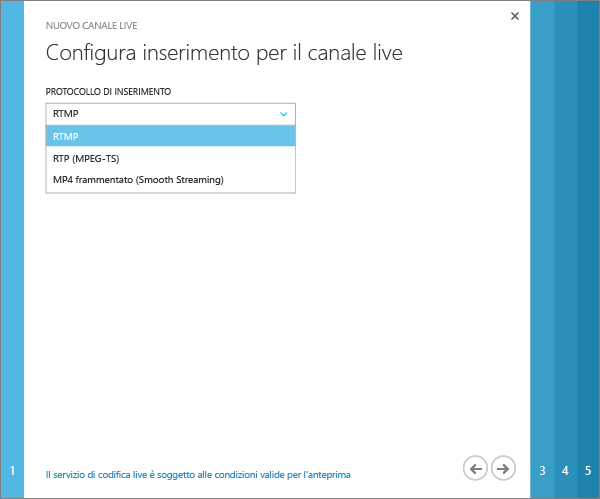 NUOVO CANALE LIVE
Configura inserimento per il canale live
PROTOCOLLO DI INSERIMENTO
RTMP
RTMP
RTP (MPEG-TS)
MP4 frammentato (Smooth Streaming)
Il servizio di codifica live è soggetto alle condizioni valide per l'anteprima
1
3
4
5